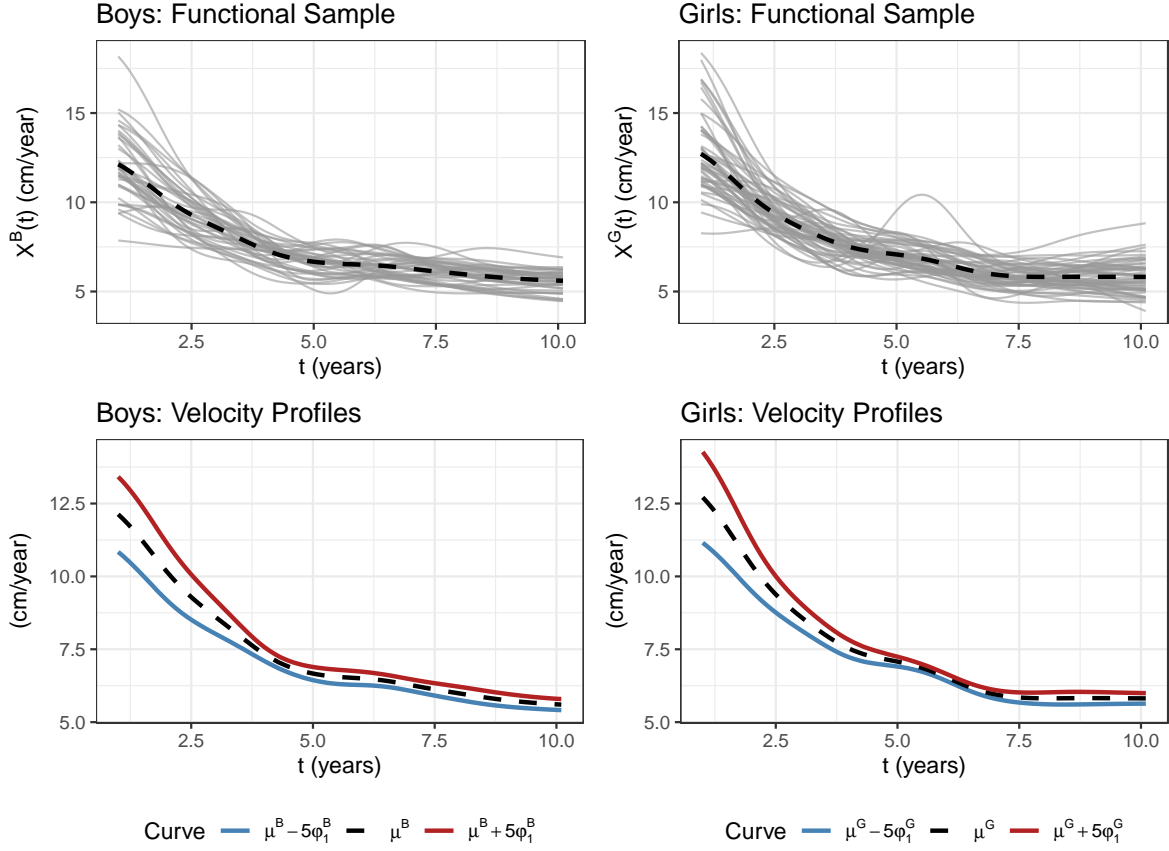 Boys: Functional Sample
Girls: Functional Sample
X^B(t) (cm/year)
15
10
5
2.5 5.0 7.5 10.0
t (years)
X^G(t) (cm/year)
15
10
5
2.5 5.0 7.5 10.0
t (years)
Boys: Velocity Profiles
Girls: Velocity Profiles
(cm/year)
12.5
10.0
7.5
5.0
2.5 5.0 7.5 10.0
t (years)
(cm/year)
12.5
10.0
7.5
5.0
2.5 5.0 7.5 10.0
t (years)
Curve μ^B − 5φ₁^B μ^B μ^B + 5φ₁^B
Curve μ^G − 5φ₁^G μ^G μ^G + 5φ₁^G